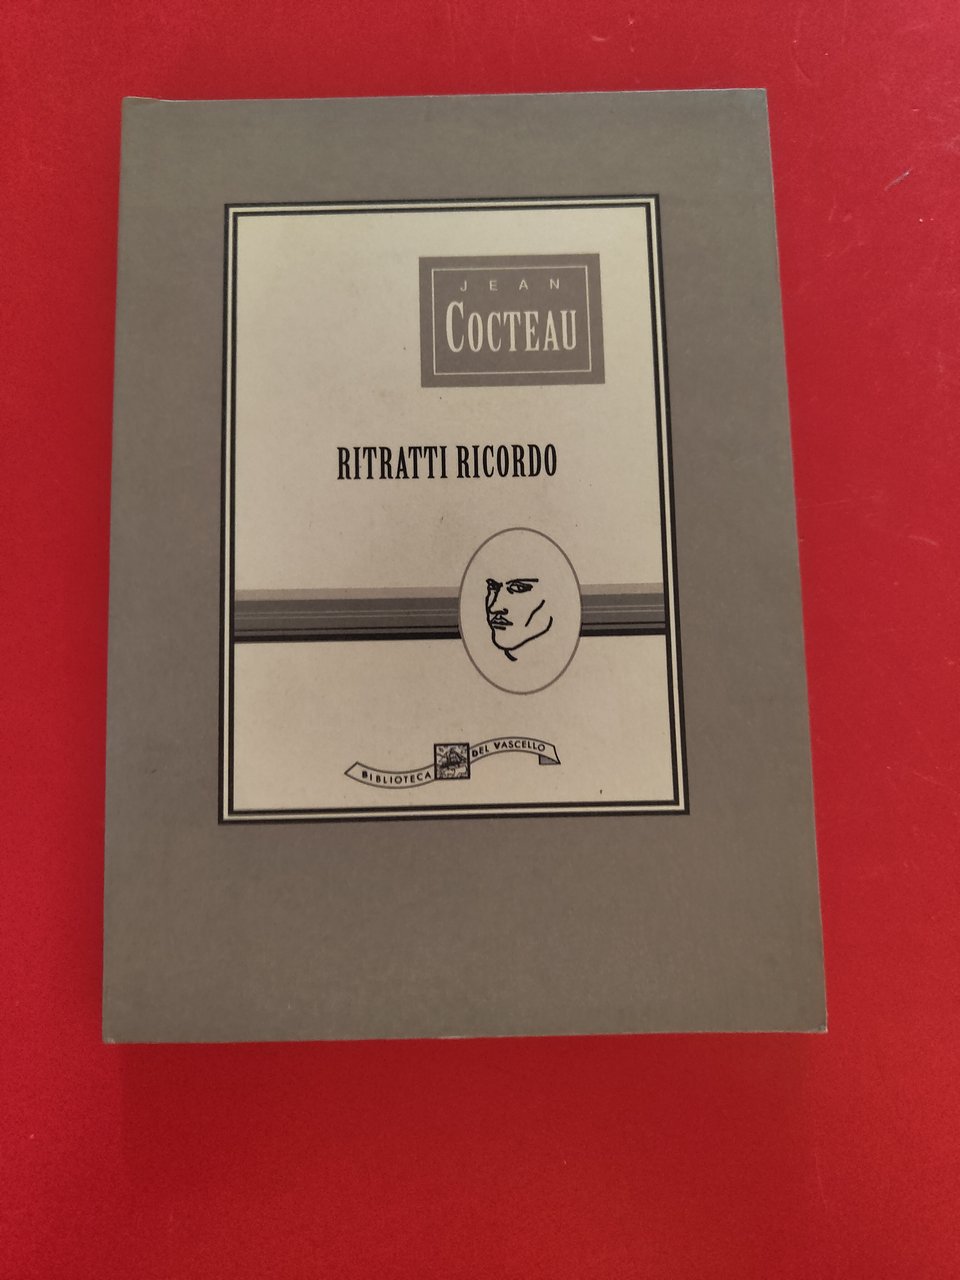 JEAN
COCTEAU
RITRATTI RICORDO
BIBLIOTECA DEL VASCELLO